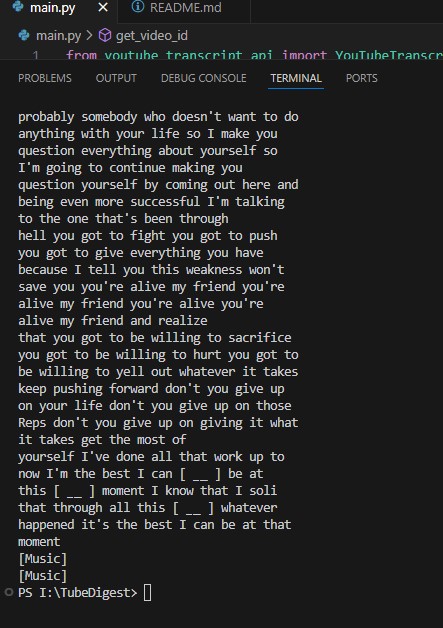 main.py × README.md
main.py > get_video_id
1 from youtube_transcript_api import YouTubeTranscr
PROBLEMS OUTPUT DEBUG CONSOLE TERMINAL PORTS
probably somebody who doesn't want to do
anything with your life so I make you
question everything about yourself so
I'm going to continue making you
question yourself by coming out here and
being even more successful I'm talking
to the one that's been through
hell you got to fight you got to push
you got to give everything you have
because I tell you this weakness won't
save you you're alive my friend you're
alive my friend you're alive you're
alive my friend and realize
that you got to be willing to sacrifice
you got to be willing to hurt you got to
be willing to yell out whatever it takes
keep pushing forward don't you give up
on your life don't you give up on those
Reps don't you give up on giving it what
it takes get the most of
yourself I've done all that work up to
now I'm the best I can [ __ ] be at
this [ __ ] moment I know that I soli
that through all this [ __ ] whatever
happened it's the best I can be at that
moment
[Music]
[Music]
PS I:\TubeDigest>